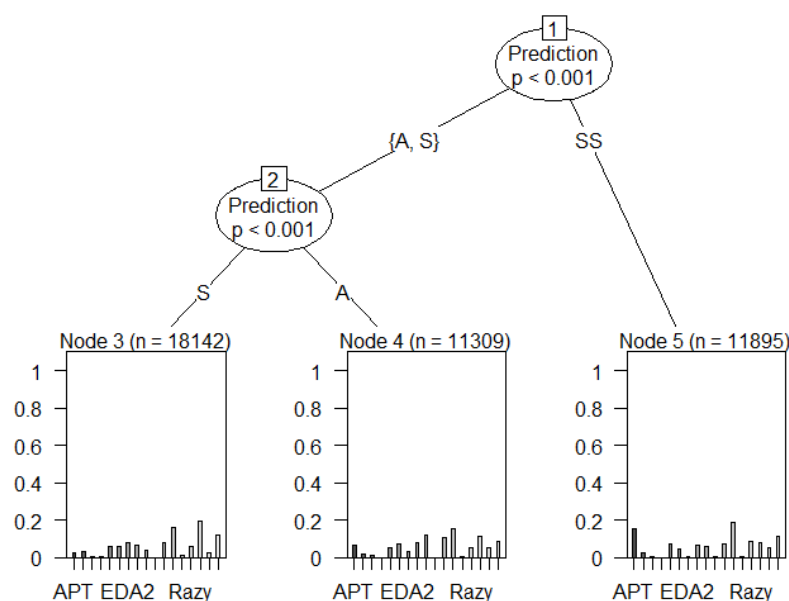 1
Prediction
p < 0.001
{A, S}
SS
2
Prediction
p < 0.001
S
A
Node 3 (n = 18142)
1
0.8
0.6
0.4
0.2
0
APT EDA2 Razy
Node 4 (n = 11309)
1
0.8
0.6
0.4
0.2
0
APT EDA2 Razy
Node 5 (n = 11895)
1
0.8
0.6
0.4
0.2
0
APT EDA2 Razy